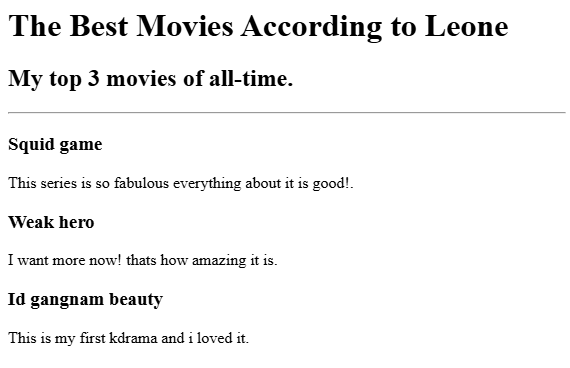 The Best Movies According to Leone
My top 3 movies of all-time.
Squid game
This series is so fabulous everything about it is good!.
Weak hero
I want more now! thats how amazing it is.
Id gangnam beauty
This is my first kdrama and i loved it.